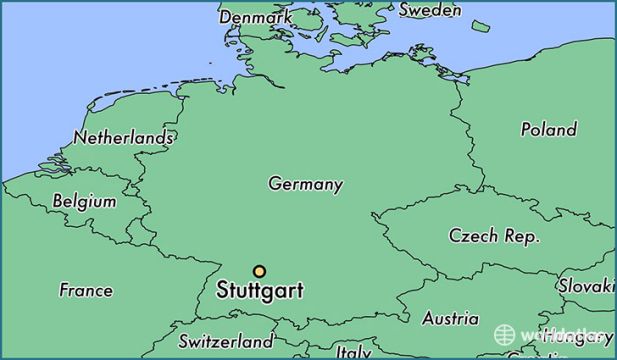 Denmark
Sweden
Netherlands
Poland
Germany
Belgium
Czech Rep.
Stuttgart
France
Slovaki
Austria
Switzerland
Hungary
Italy
worldatlas